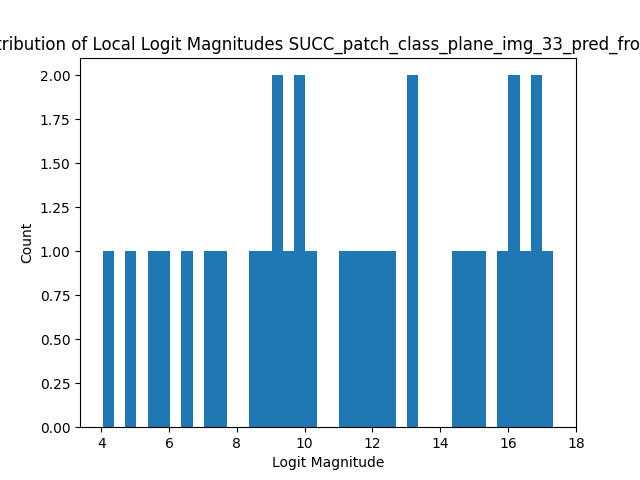 tribution of Local Logit Magnitudes SUCC_patch_class_plane_img_33_pred_fro
2.00
1.75
1.50
1.25
1.00
0.75
0.50
0.25
0.00
Count
4 6 8 10 12 14 16 18
Logit Magnitude